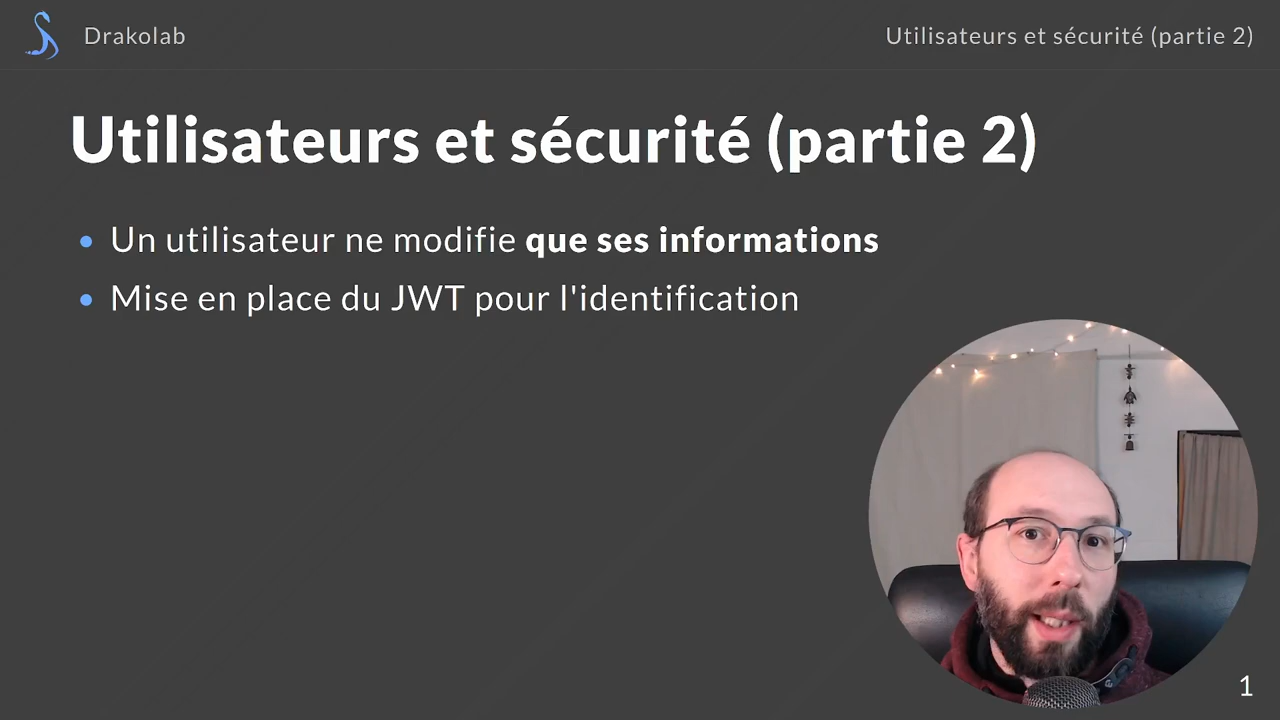 Drakolab
Utilisateurs et sécurité (partie 2)
Utilisateurs et sécurité (partie 2)
Un utilisateur ne modifie que ses informations
Mise en place du JWT pour l'identification
1